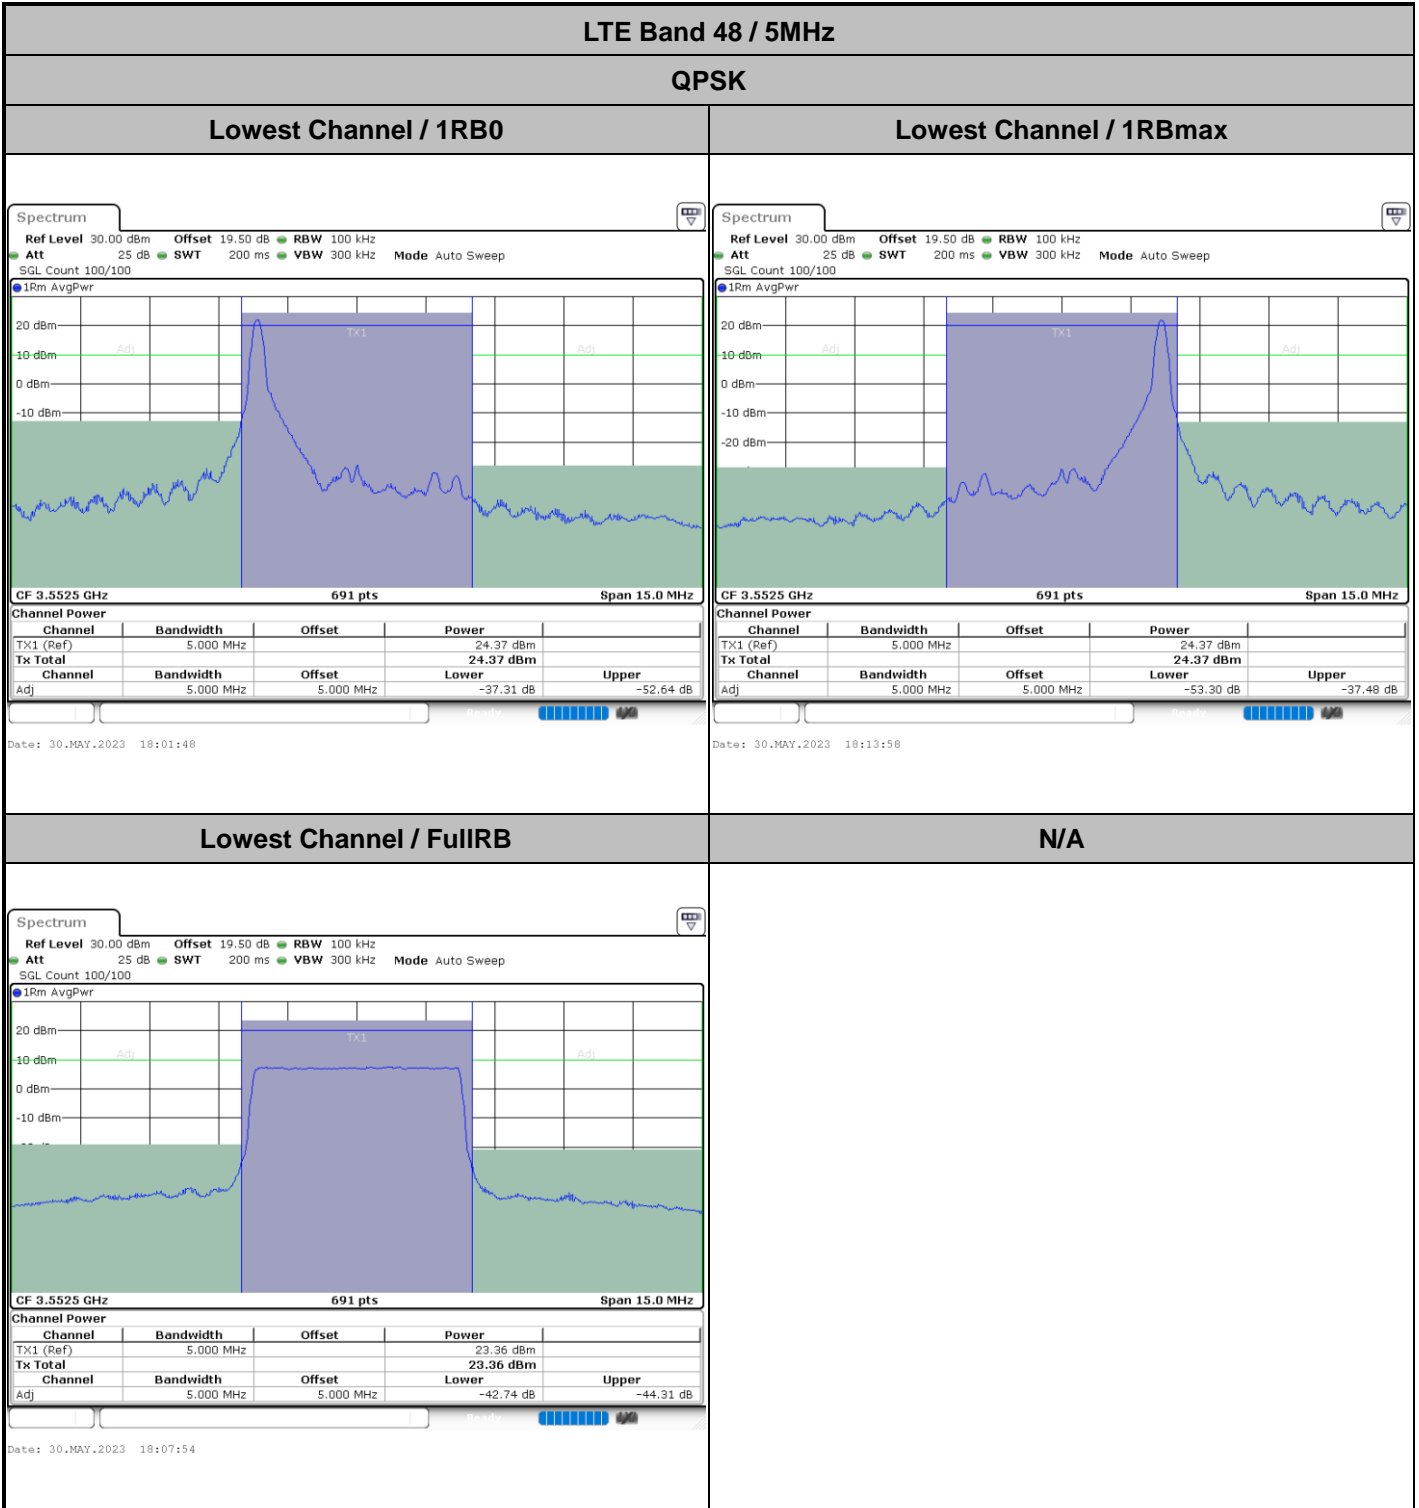 LTE Band 48 / 5MHz
QPSK
Lowest Channel / 1RB0
Lowest Channel / 1RBmax
Spectrum
Ref Level 30.00 dBm Offset 19.50 dB RBW 100 kHz
Att 25 dB SWT 200 ms VBW 300 kHz Mode Auto Sweep
SGL Count 100/100
1Rm AvgPwr
TX1
20 dBm
Adj
Adj
10 dBm
0 dBm
-10 dBm
CF 3.5525 GHz 691 pts Span 15.0 MHz
Channel Power
Channel Bandwidth Offset Power
TX1 (Ref) 5.000 MHz 24.37 dBm
Tx Total 24.37 dBm
Channel Bandwidth Offset Lower Upper
Adj 5.000 MHz 5.000 MHz -37.31 dB -52.64 dB
Ready
Date: 30.MAY.2023 18:01:48
Spectrum
Ref Level 30.00 dBm Offset 19.50 dB RBW 100 kHz
Att 25 dB SWT 200 ms VBW 300 kHz Mode Auto Sweep
SGL Count 100/100
1Rm AvgPwr
TX1
20 dBm
Adj
Adj
10 dBm
0 dBm
-10 dBm
-20 dBm
CF 3.5525 GHz 691 pts Span 15.0 MHz
Channel Power
Channel Bandwidth Offset Power
TX1 (Ref) 5.000 MHz 24.37 dBm
Tx Total 24.37 dBm
Channel Bandwidth Offset Lower Upper
Adj 5.000 MHz 5.000 MHz -53.30 dB -37.48 dB
Ready
Date: 30.MAY.2023 18:13:58
Lowest Channel / FullRB
N/A
Spectrum
Ref Level 30.00 dBm Offset 19.50 dB RBW 100 kHz
Att 25 dB SWT 200 ms VBW 300 kHz Mode Auto Sweep
SGL Count 100/100
1Rm AvgPwr
TX1
20 dBm
Adj
Adj
10 dBm
0 dBm
-10 dBm
CF 3.5525 GHz 691 pts Span 15.0 MHz
Channel Power
Channel Bandwidth Offset Power
TX1 (Ref) 5.000 MHz 23.36 dBm
Tx Total 23.36 dBm
Channel Bandwidth Offset Lower Upper
Adj 5.000 MHz 5.000 MHz -42.74 dB -44.31 dB
Ready
Date: 30.MAY.2023 18:07:54